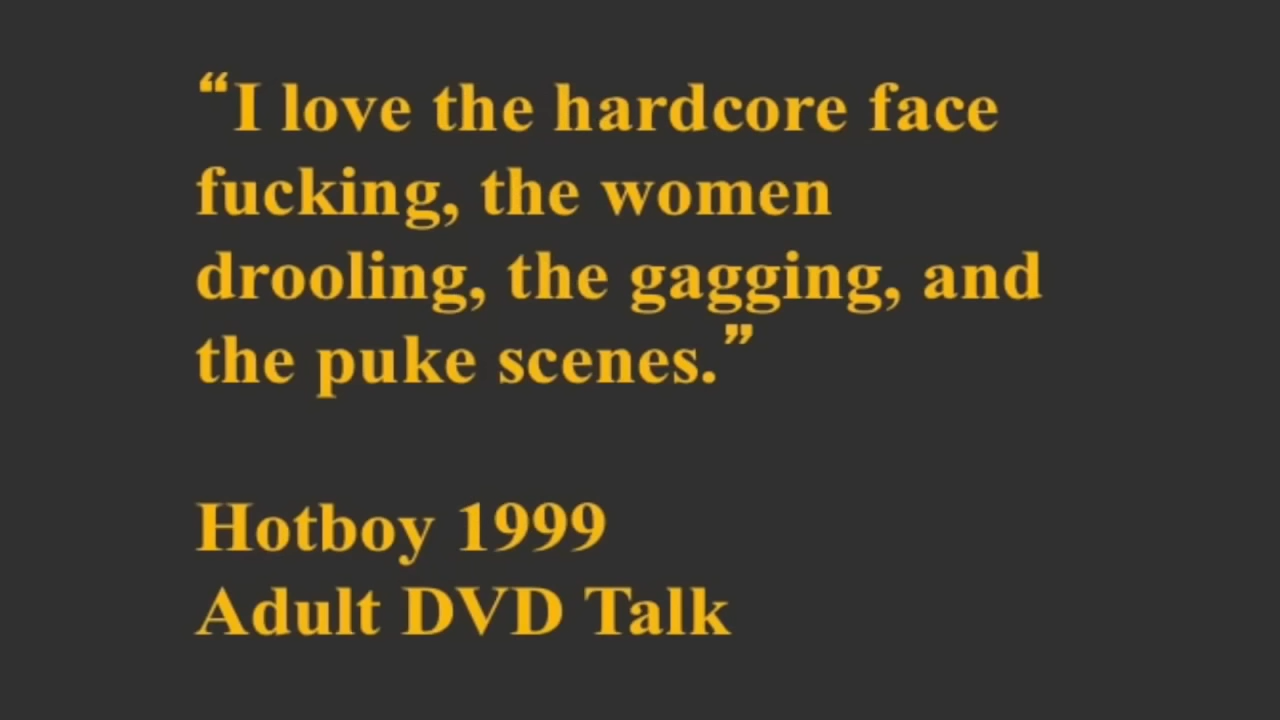 “I love the hardcore face
fucking, the women
drooling, the gagging, and
the puke scenes.”
Hotboy 1999
Adult DVD Talk